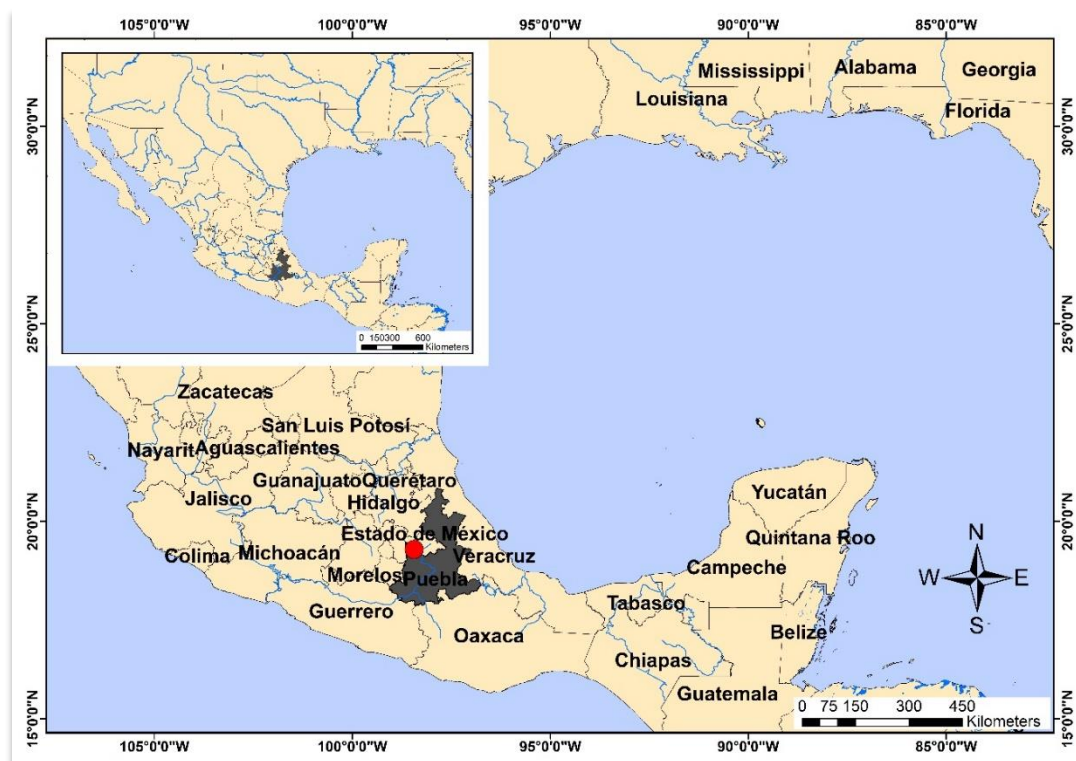 105°0'0"W 100°0'0"W 95°0'0"W 90°0'0"W 85°0'0"W
30°0'0"N 30°0'0"N
Mississippi Alabama Georgia
Louisiana
Florida
0 150300 600
Kilometers
25°0'0"N 25°0'0"N
Zacatecas
San Luis Potosí
Nayarit Aguascalientes
Guanajuato Querétaro
Jalisco Hidalgo
Yucatán
20°0'0"N 20°0'0"N
Estado de México
Quintana Roo
Colima Michoacán Veracruz
Campeche
Morelos Puebla
Guerrero
Tabasco
Oaxaca
Belize
Chiapas
Guatemala
N
W E
S
0 75 150 300 450
Kilometers
15°0'0"N 15°0'0"N
105°0'0"W 100°0'0"W 95°0'0"W 90°0'0"W 85°0'0"W